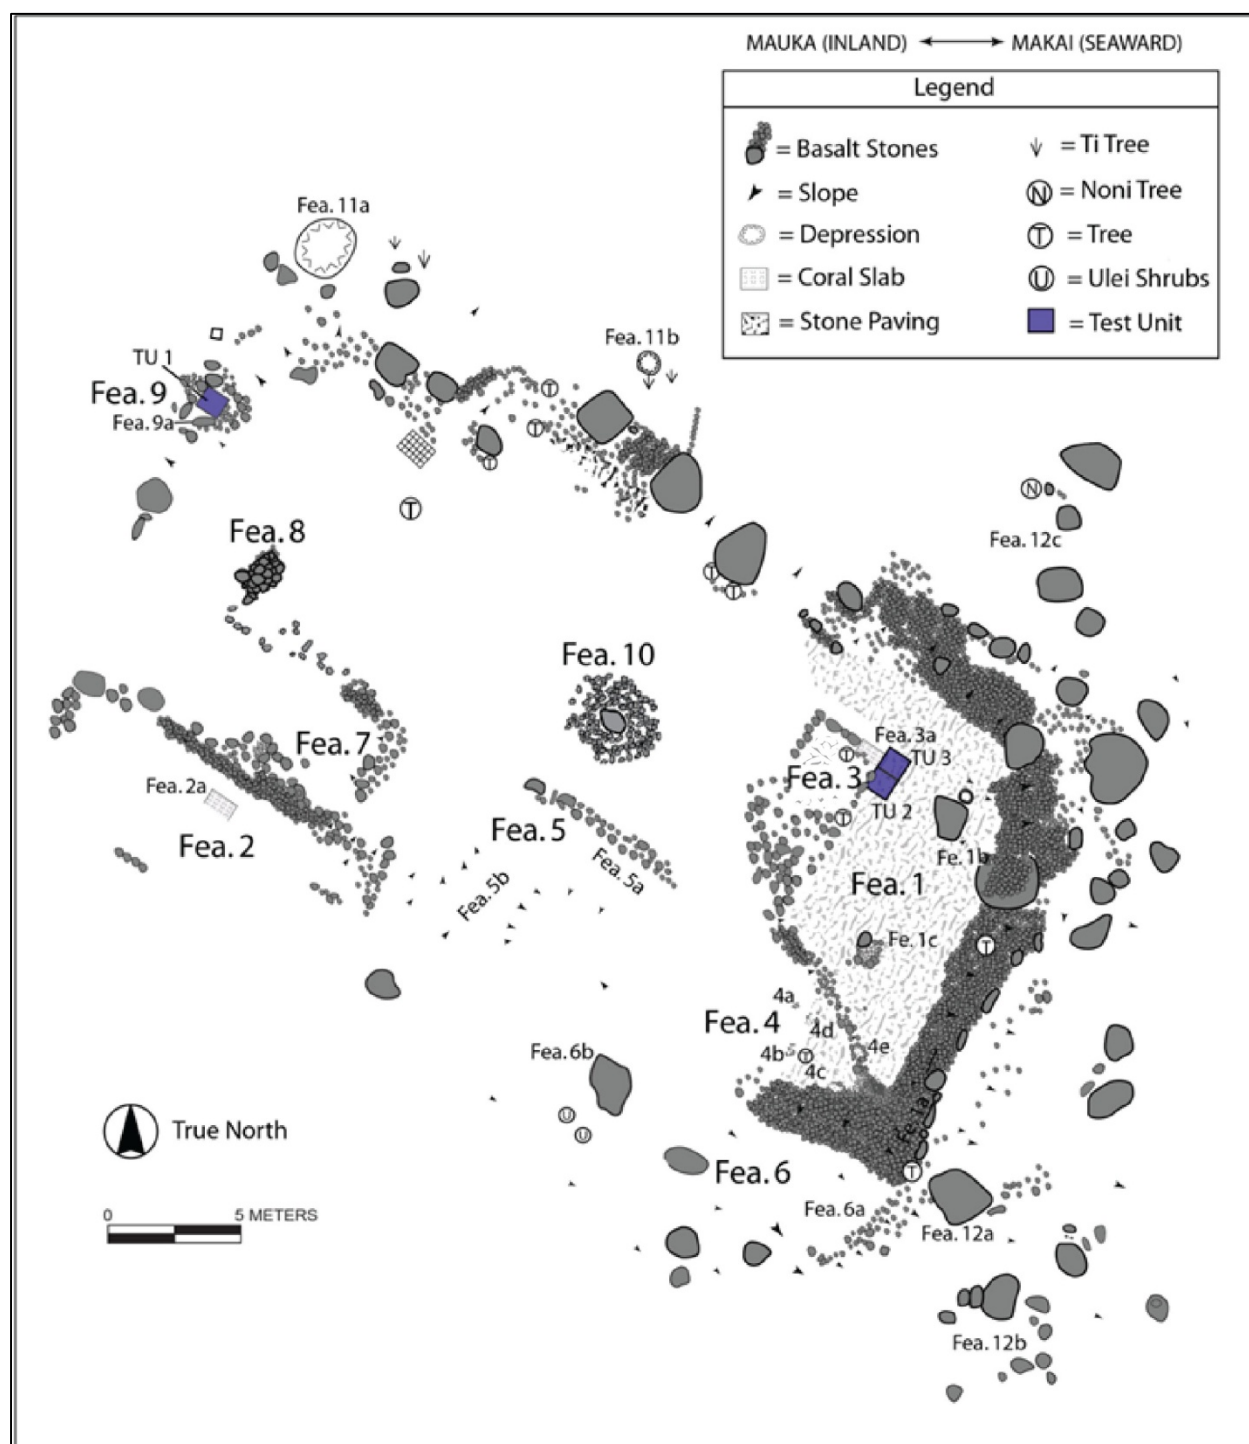 MAUKA (INLAND) MAKAI (SEAWARD)
Legend
= Basalt Stones
= Slope
= Depression
= Coral Slab
= Stone Paving
= Ti Tree
N = Noni Tree
T = Tree
U = Ulei Shrubs
= Test Unit
Fea. 11a
Fea. 11b
TU 1
Fea. 9
Fea. 9a
T
T
T
T
N
Fea. 12c
Fea. 8
T
T
Fea. 10
Fea. 7
Fea. 3a
TU 3
T
Fea. 3
TU 2
T
Fea. 2a
Fea. 2
Fea. 5
Fea. 5a
Fea. 5b
Fe. 1b
Fea. 1
Fe. 1c
T
4a
Fea. 4
4d
4b
T
4c
4e
Fea. 6b
U
U
Fe. 1a
True North
T
Fea. 6
Fea. 6a
Fea. 12a
0 5 METERS
Fea. 12b